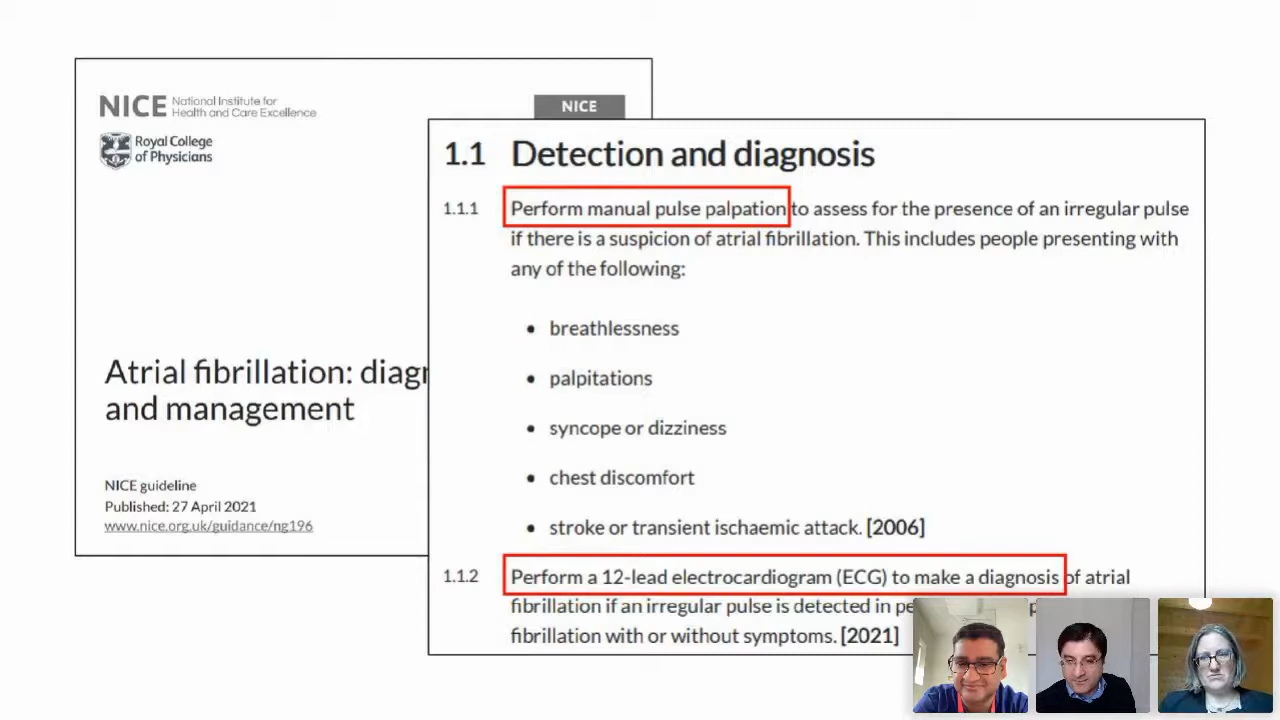 NICE National Institute for
Health and Care Excellence
Royal College
of Physicians
NICE
Atrial fibrillation: diagn
and management
NICE guideline
Published: 27 April 2021
www.nice.org.uk/guidance/ng196
1.1 Detection and diagnosis
1.1.1 Perform manual pulse palpation to assess for the presence of an irregular pulse
if there is a suspicion of atrial fibrillation. This includes people presenting with
any of the following:
• breathlessness
• palpitations
• syncope or dizziness
• chest discomfort
• stroke or transient ischaemic attack. [2006]
1.1.2 Perform a 12-lead electrocardiogram (ECG) to make a diagnosis of atrial
fibrillation if an irregular pulse is detected in
fibrillation with or without symptoms. [2021]